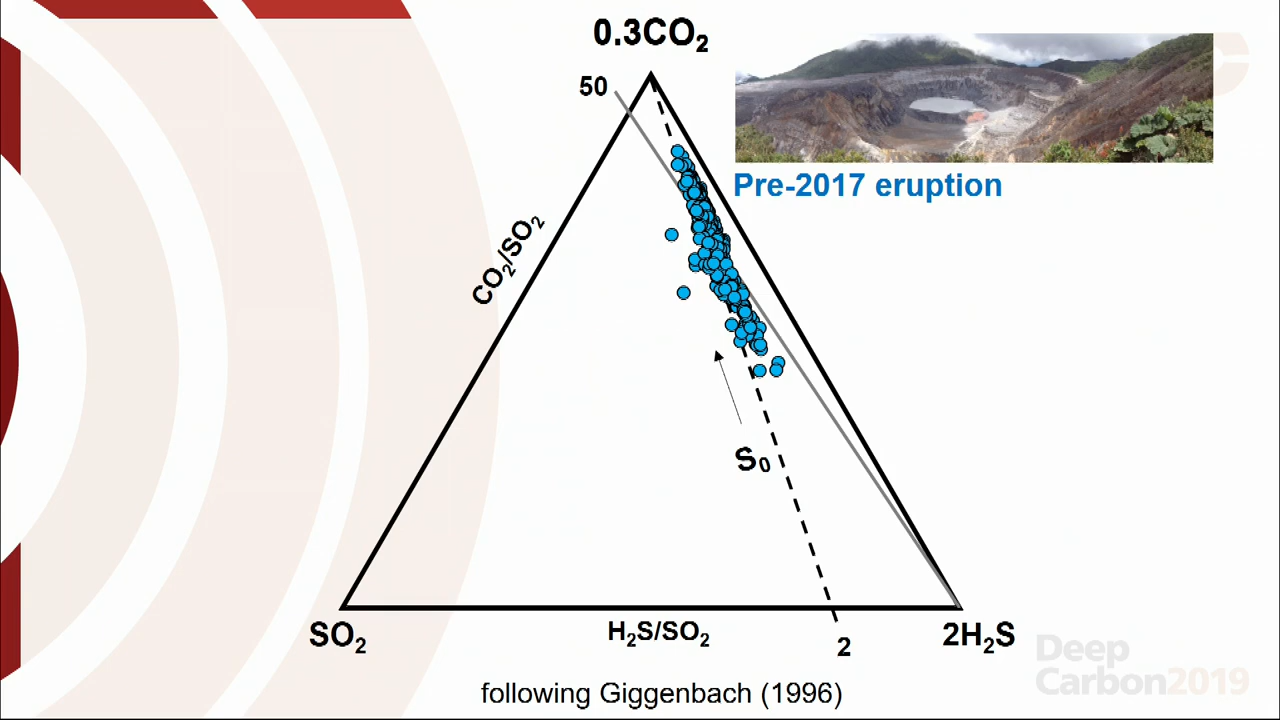 0.3CO₂
50
Pre-2017 eruption
CO₂/SO₂
S₀
SO₂
H₂S/SO₂
2
2H₂S
following Giggenbach (1996)
Deep
Carbon2019